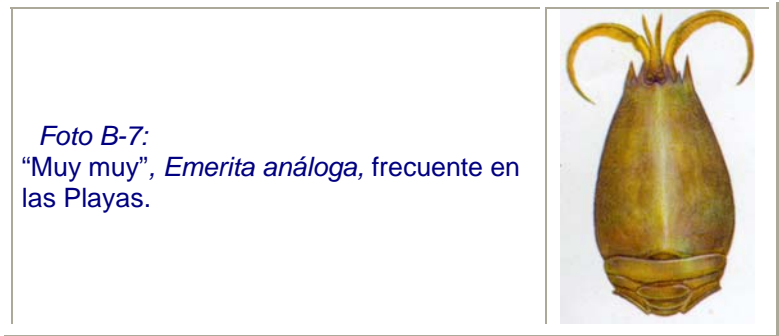 Foto B-7:
“Muy muy”, Emerita análoga, frecuente en
las Playas.